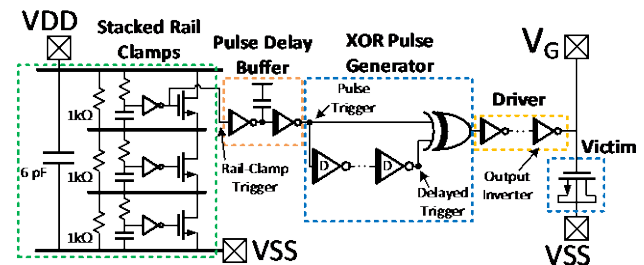 VDD
Stacked Rail
Clamps
Pulse Delay
Buffer
XOR Pulse
Generator
VG
Driver
Victim
1kΩ
1kΩ
1kΩ
6 pF
Rail-Clamp
Trigger
Pulse
Trigger
D
D
Delayed
Trigger
Output
Inverter
VSS
VSS